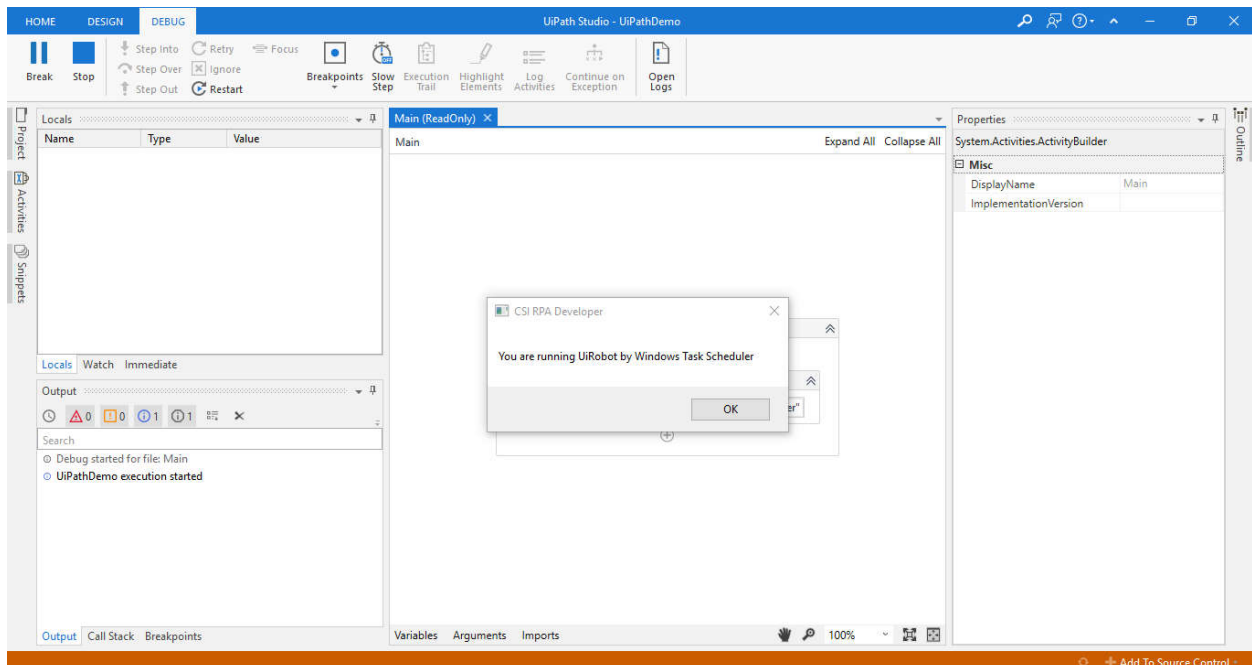 HOME DESIGN DEBUG UiPath Studio - UiPathDemo
Break
Stop
Step Into Retry Focus
Step Over Ignore
Step Out Restart
Breakpoints
Slow Step
Execution Trail
Highlight Elements
Log Activities
Continue on Exception
Open Logs
Project
Activities
Snippets
Locals
Name Type Value
Locals Watch Immediate
Output
0 0 1 1
Search
Debug started for file: Main
UiPathDemo execution started
Output Call Stack Breakpoints
Main (ReadOnly)
Main Expand All Collapse All
CSI RPA Developer
You are running UiRobot by Windows Task Scheduler
OK
er"
Variables Arguments Imports 100%
Properties
System.Activities.ActivityBuilder
Misc
DisplayName Main
ImplementationVersion
Outline
Add To Source Control